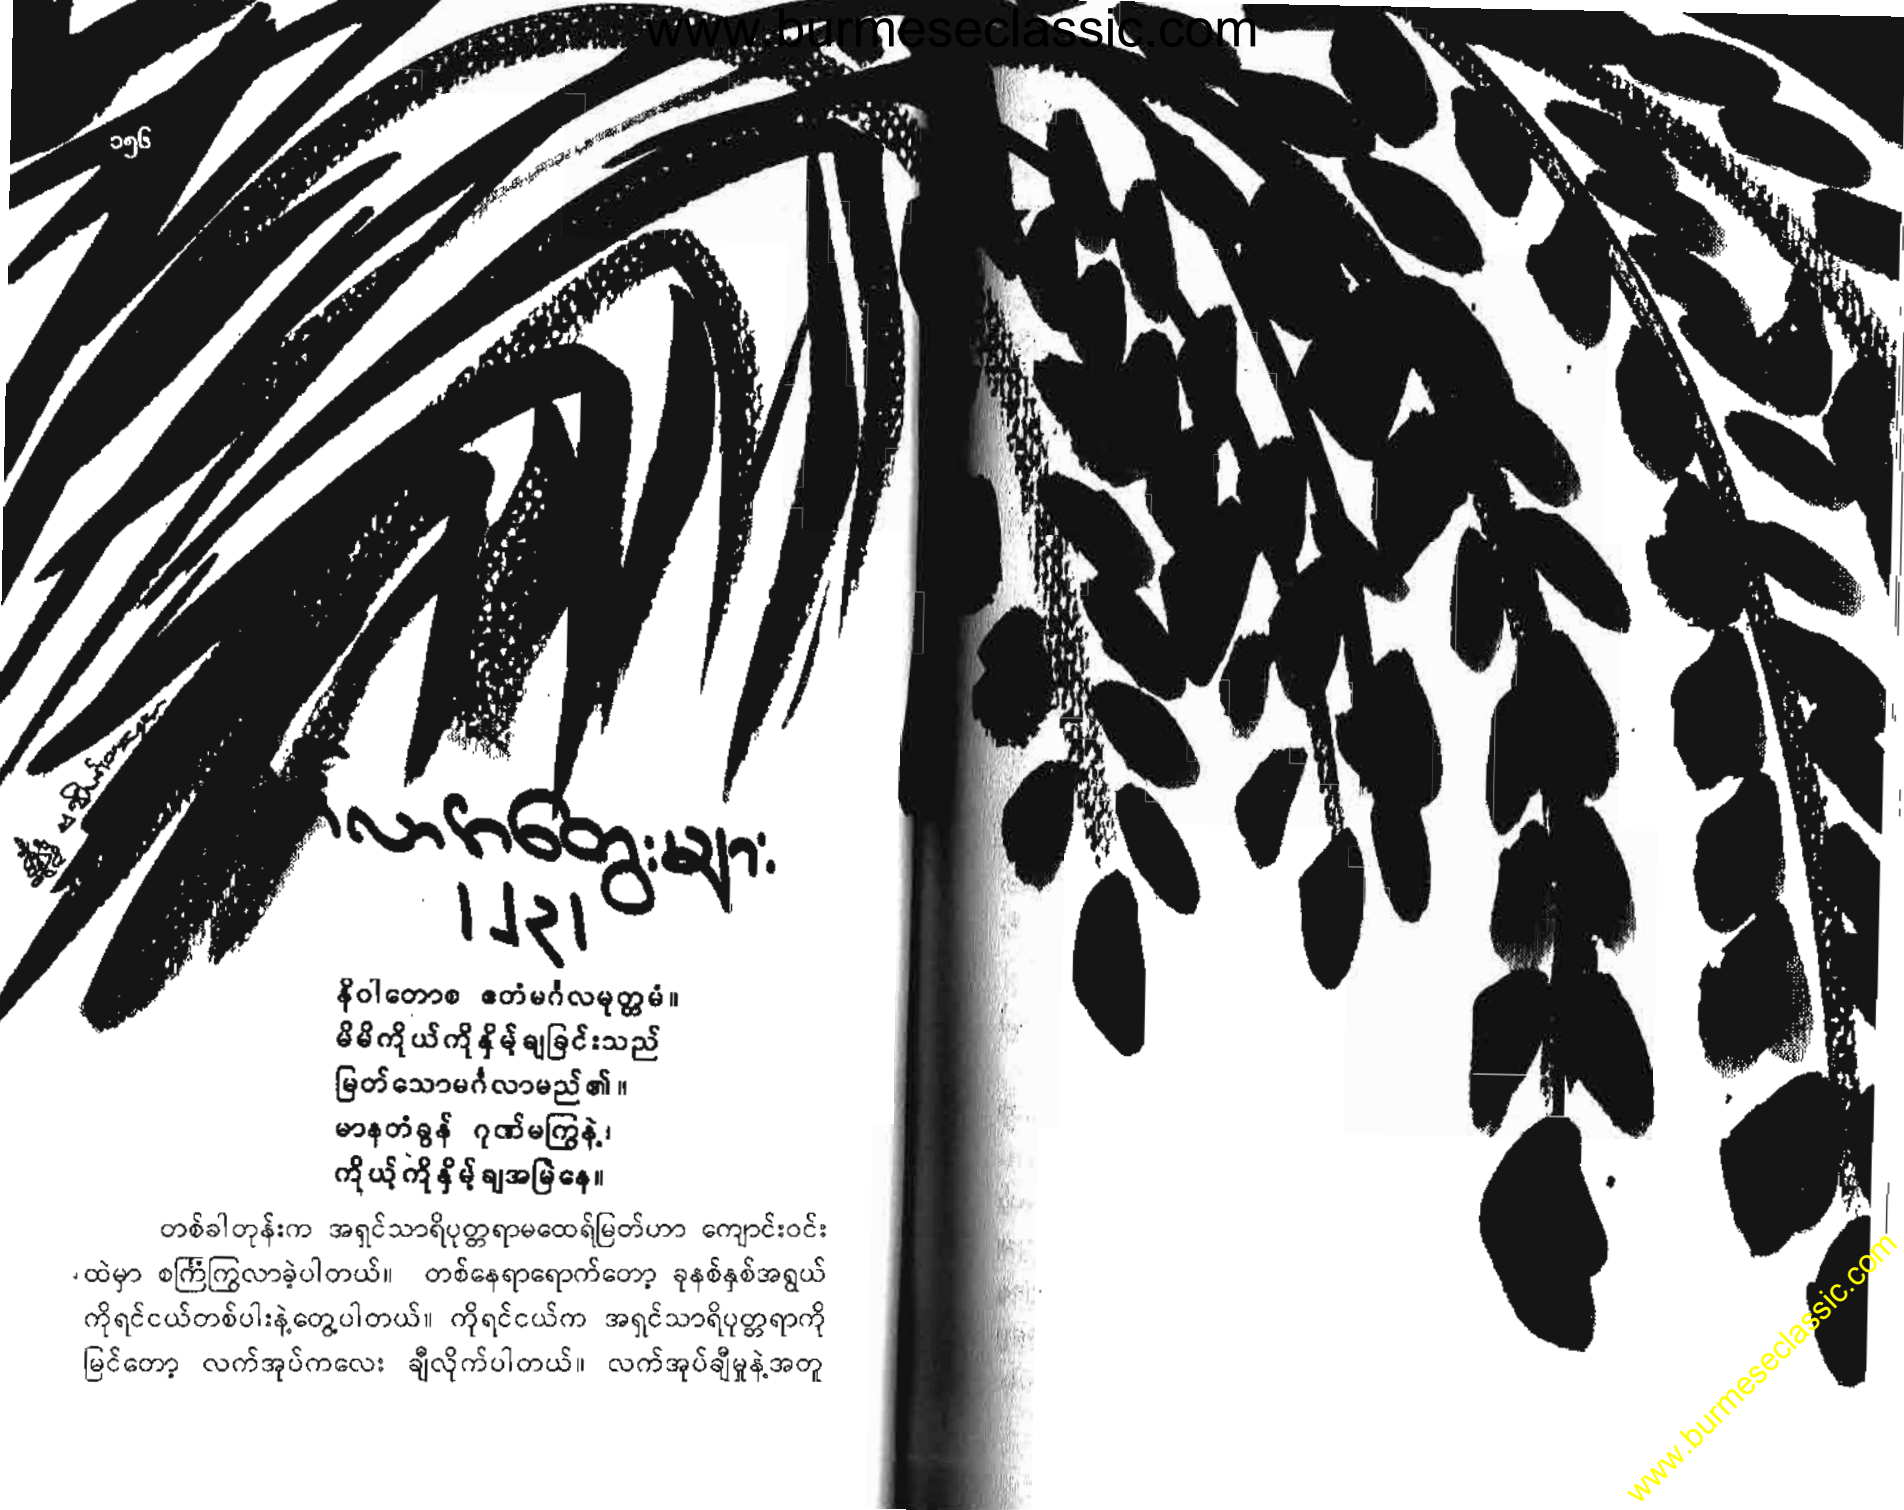 www.burmeseclassic.com
၁၅၆
၁၂၃၁
နိဝါတောစ ဧတံမင်္ဂလမုတ္တမံ။
မိမိကိုယ်ကိုနှိမ့်ချခြင်းသည်
မြတ်သောမင်္ဂလာမည်၏။
မာနတံခွန် ဂုဏ်မကြွနဲ့၊
ကိုယ့်ကိုနှိမ့်ချအမြဲနေ။
တစ်ခါတုန်းက အရှင်သာရိပုတ္တရာမထေရ်မြတ်ဟာ ကျောင်းဝင်း
ထဲမှာ စင်္ကြံကြွလာခဲ့ပါတယ်။ တစ်နေရာရောက်တော့ ခုနစ်နှစ်အရွယ်
ကိုရင်ငယ်တစ်ပါးနဲ့တွေ့ပါတယ်။ ကိုရင်ငယ်က အရှင်သာရိပုတ္တရာကို
မြင်တော့ လက်အုပ်ကလေး ချီလိုက်ပါတယ်။ လက်အုပ်ချီမှုနဲ့အတူ
www.burmeseclassic.com